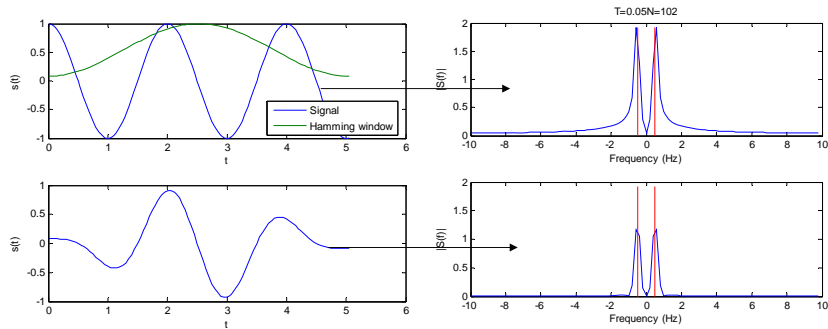 1
0.5
0
-0.5
-1
s(t)
0 1 2 3 4 5 6
t
Signal
Hamming window
T=0.05N=102
2
1.5
1
0.5
0
|S(f)|
-10 -8 -6 -4 -2 0 2 4 6 8 10
Frequency (Hz)
1
0.5
0
-0.5
-1
s(t)
0 1 2 3 4 5 6
t
2
1.5
1
0.5
0
|S(f)|
-10 -8 -6 -4 -2 0 2 4 6 8 10
Frequency (Hz)